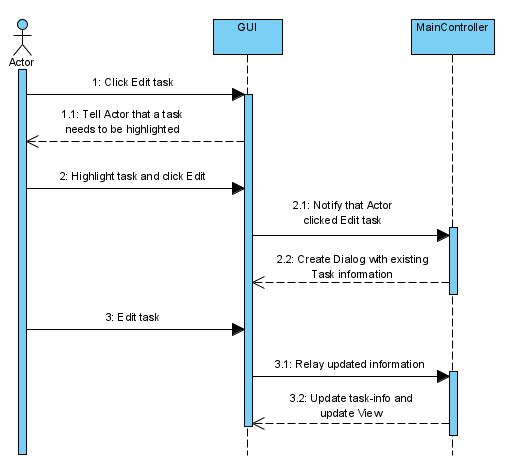 GUI
MainController
Actor
1: Click Edit task
1.1: Tell Actor that a task
needs to be highlighted
2: Highlight task and click Edit
2.1: Notify that Actor
clicked Edit task
2.2: Create Dialog with existing
Task information
3: Edit task
3.1: Relay updated information
3.2: Update task-info and
update View